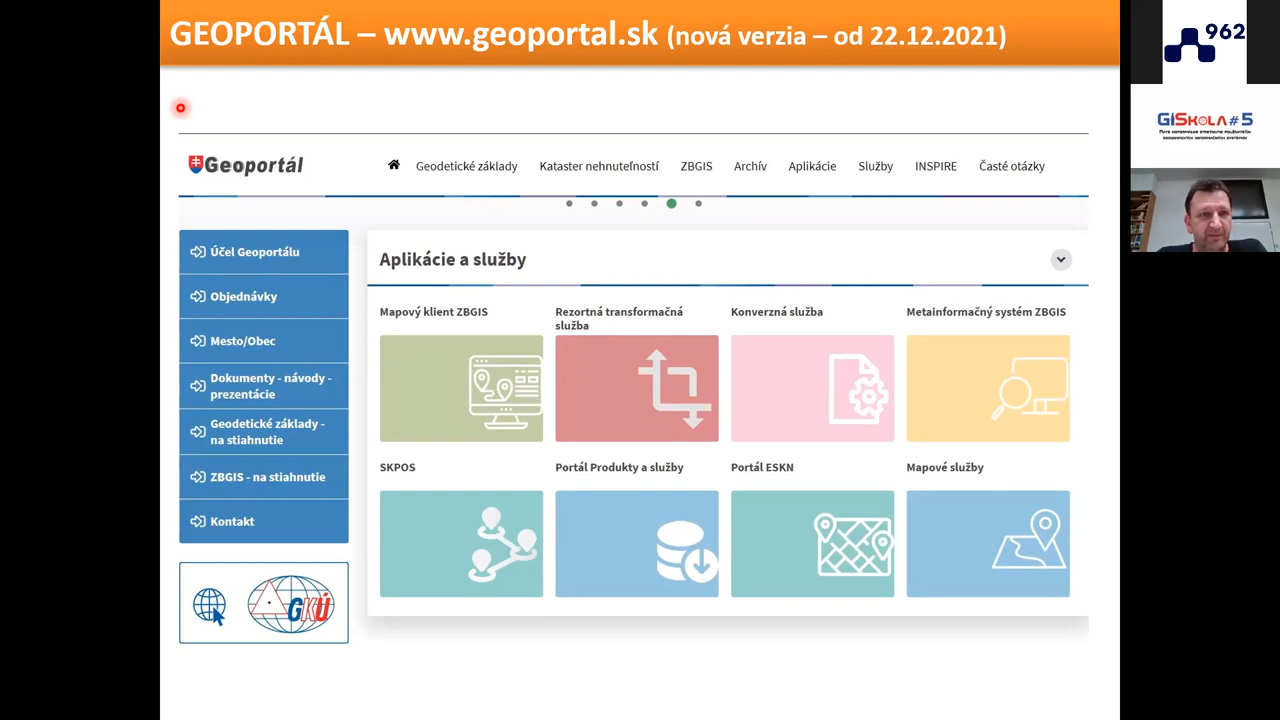 GEOPORTÁL – www.geoportal.sk (nová verzia – od 22.12.2021)
962
GISKOLA#5
Geoportál
Geodetické základy
Kataster nehnuteľností
ZBGIS
Archív
Aplikácie
Služby
INSPIRE
Časté otázky
Účel Geoportálu
Objednávky
Mesto/Obec
Dokumenty - návody -
prezentácie
Geodetické základy -
na stiahnutie
ZBGIS - na stiahnutie
Kontakt
GKÚ
Aplikácie a služby
Mapový klient ZBGIS
Rezortná transformačná
služba
Konverzná služba
Metainformačný systém ZBGIS
SKPOS
Portál Produkty a služby
Portál ESKN
Mapové služby